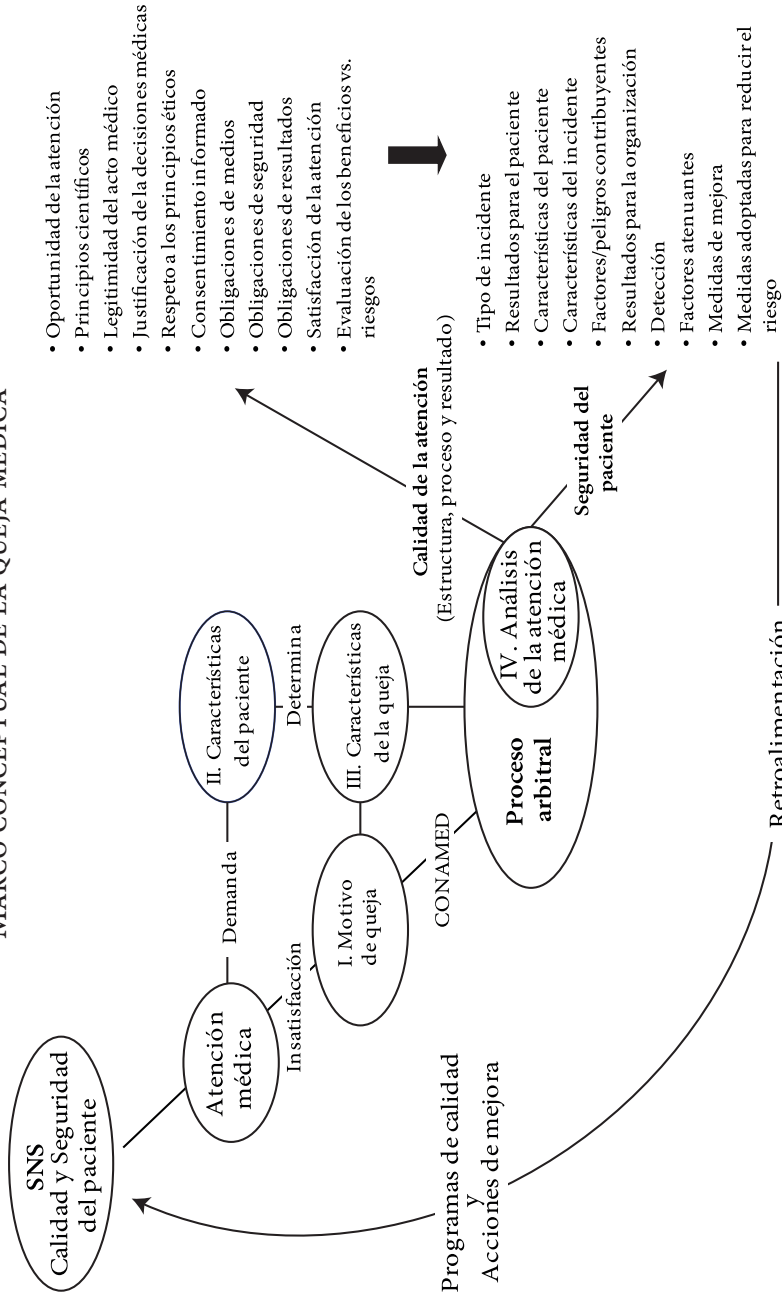 MARCO CONCEPTUAL DE LA QUEJA MÉDICA
SNS
Calidad y Seguridad
del paciente
Atención
médica
Demanda
II. Características
del paciente
Insatisfacción
Determina
I. Motivo
de queja
III. Características
de la queja
CONAMED
Proceso
arbitral
IV. Análisis
de la atención
médica
Calidad de la atención
(Estructura, proceso y resultado)
• Oportunidad de la atención
• Principios científicos
• Legitimidad del acto médico
• Justificación de la decisiones médicas
• Respeto a los principios éticos
• Consentimiento informado
• Obligaciones de medios
• Obligaciones de seguridad
• Obligaciones de resultados
• Satisfacción de la atención
• Evaluación de los beneficios vs.
riesgos
Seguridad del
paciente
• Tipo de incidente
• Resultados para el paciente
• Características del paciente
• Características del incidente
• Factores/peligros contribuyentes
• Resultados para la organización
• Detección
• Factores atenuantes
• Medidas de mejora
• Medidas adoptadas para reducir el
riesgo
Programas de calidad
y
Acciones de mejora
Retroalimentación